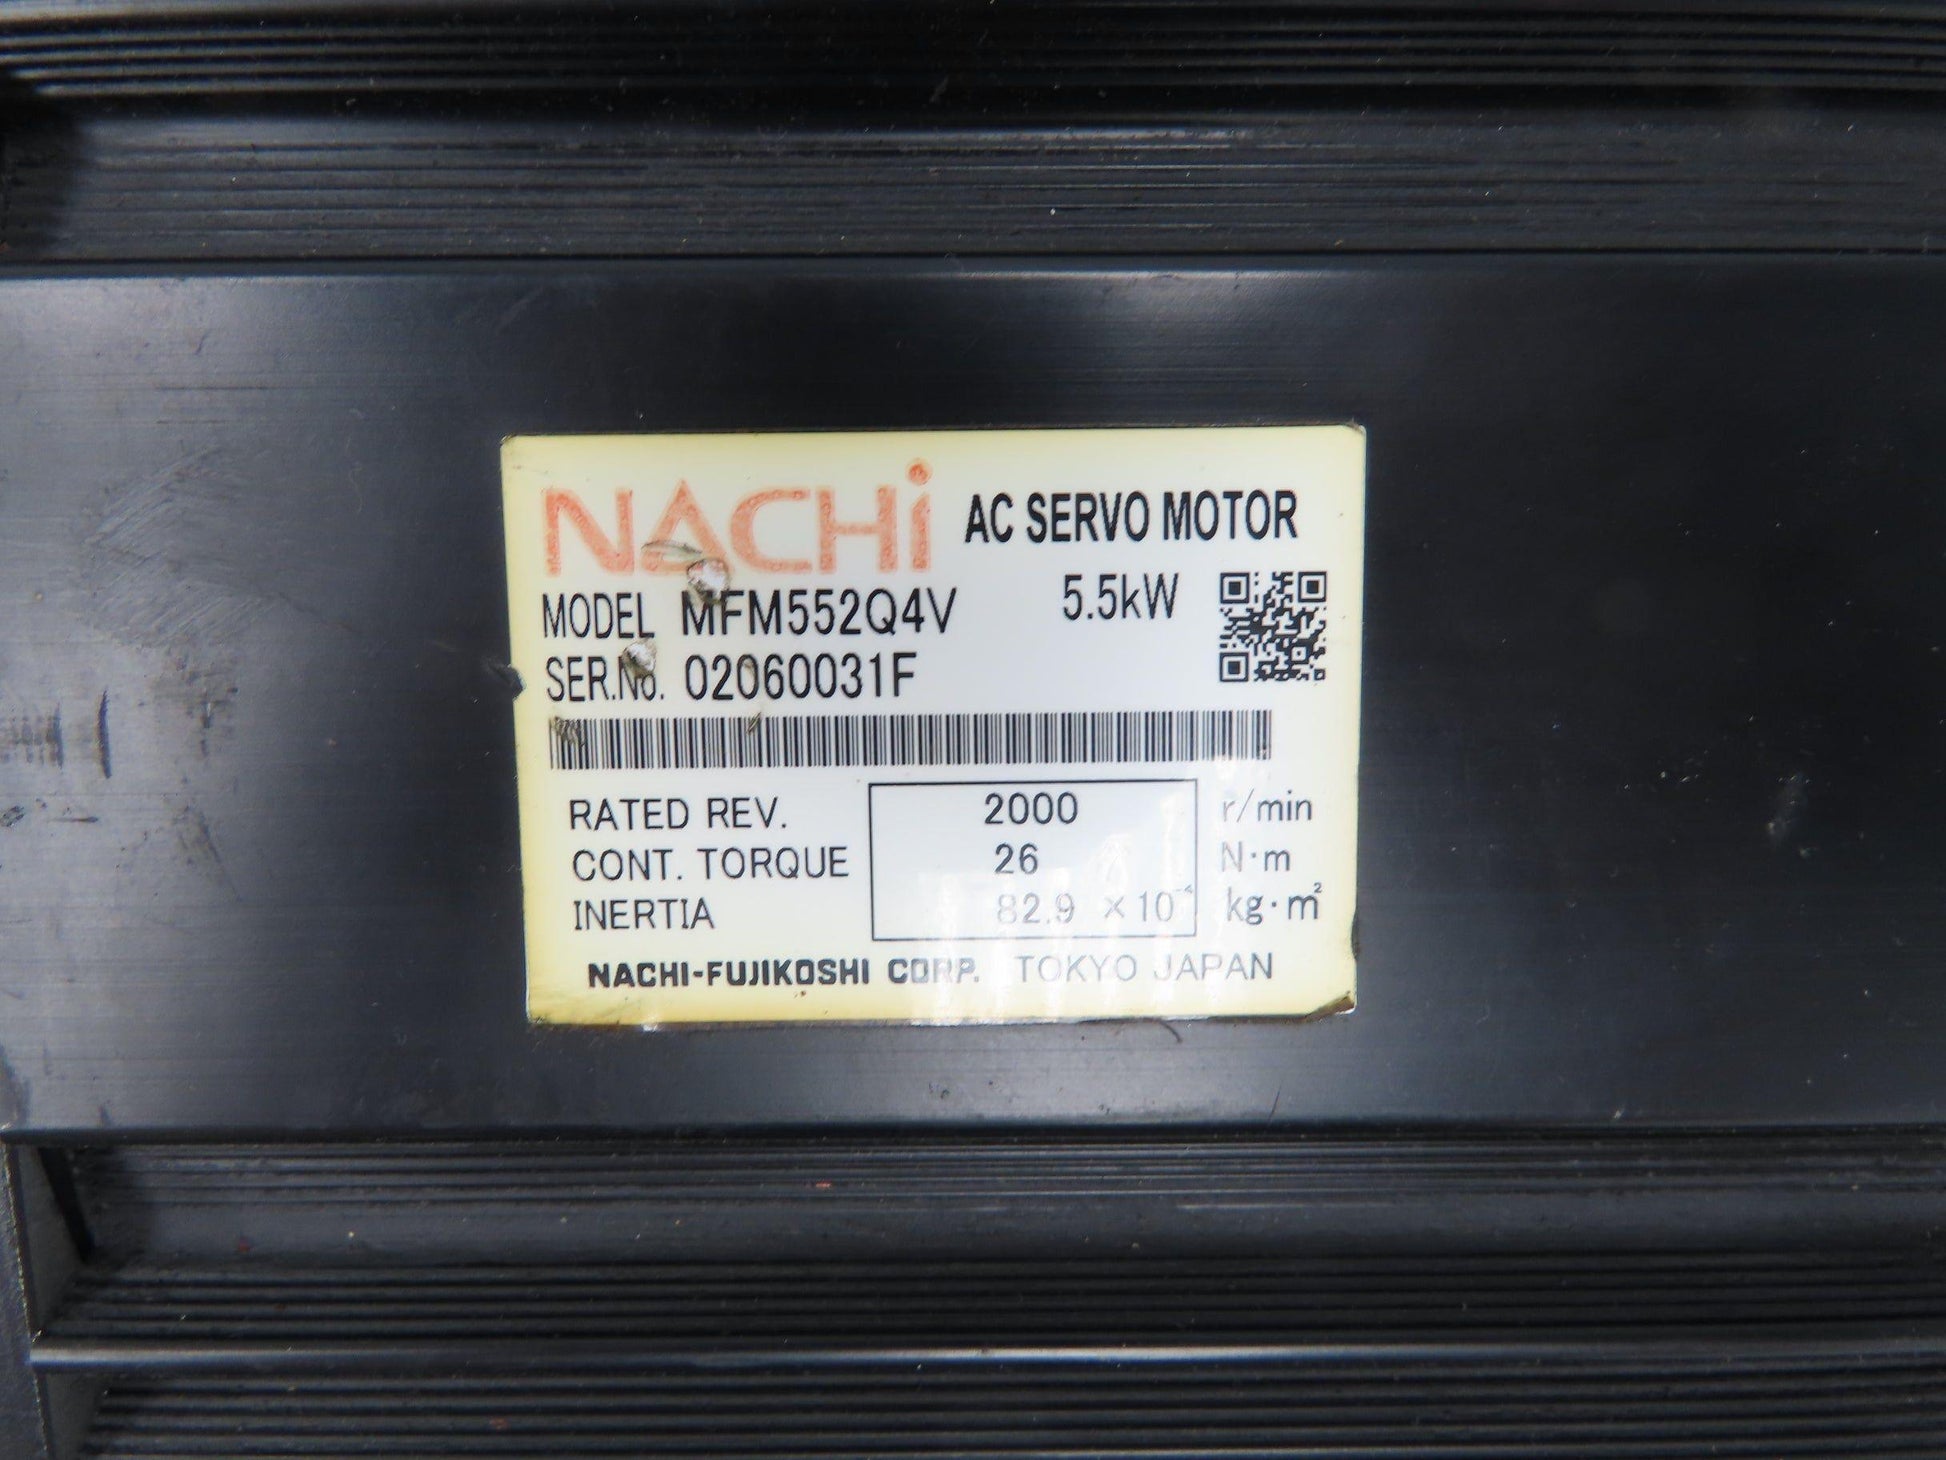 NACHi AC SERVO MOTOR
MODEL MFM552Q4V 5.5kW
SER.No. 02060031F
RATED REV. 2000 r/min
CONT. TORQUE 26 N·m
INERTIA 82.9 ×10⁻⁴ kg·m²
NACHI-FUJIKOSHI CORP. TOKYO JAPAN